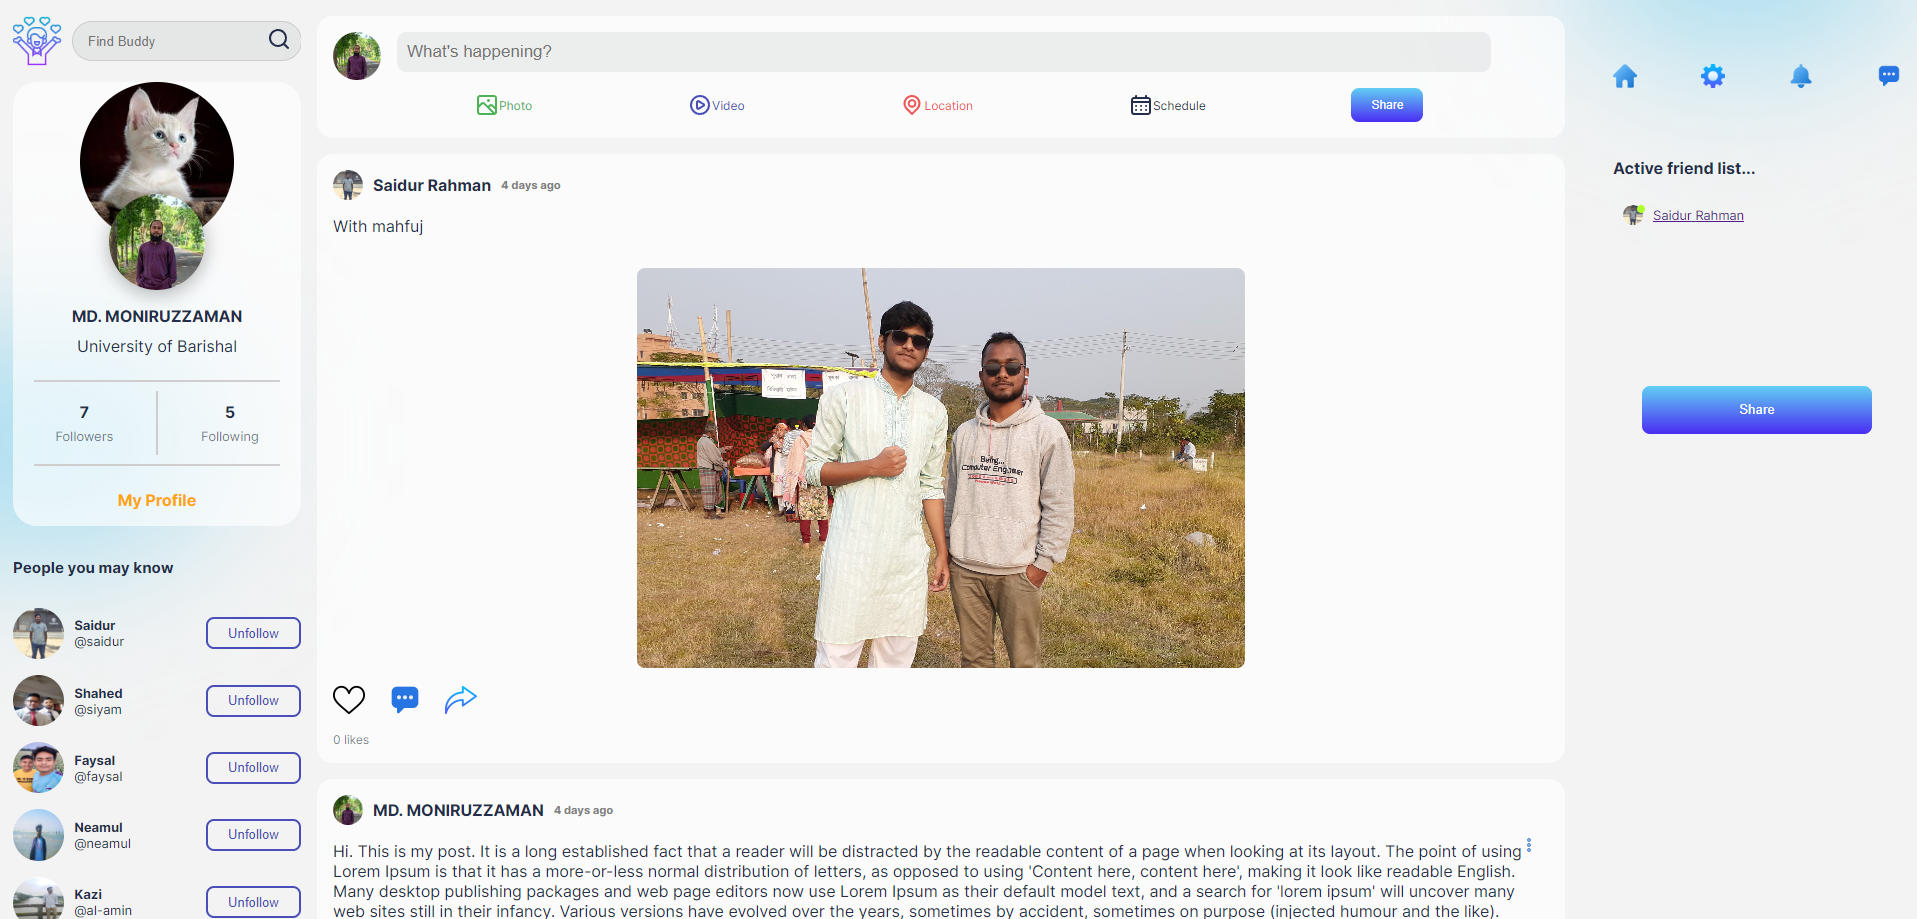 Find Buddy
MD. MONIRUZZAMAN
University of Barishal
7
Followers
5
Following
My Profile
People you may know
Saidur
@saidur
Unfollow
Shahed
@siyam
Unfollow
Faysal
@faysal
Unfollow
Neamul
@neamul
Unfollow
Kazi
@al-amin
Unfollow
What's happening?
Photo
Video
Location
Schedule
Share
Saidur Rahman 4 days ago
With mahfuj
Being...
Computer Engineer
0 likes
MD. MONIRUZZAMAN 4 days ago
Hi. This is my post. It is a long established fact that a reader will be distracted by the readable content of a page when looking at its layout. The point of using
Lorem Ipsum is that it has a more-or-less normal distribution of letters, as opposed to using 'Content here, content here', making it look like readable English.
Many desktop publishing packages and web page editors now use Lorem Ipsum as their default model text, and a search for 'lorem ipsum' will uncover many
web sites still in their infancy. Various versions have evolved over the years, sometimes by accident, sometimes on purpose (injected humour and the like).
Active friend list...
Saidur Rahman
Share